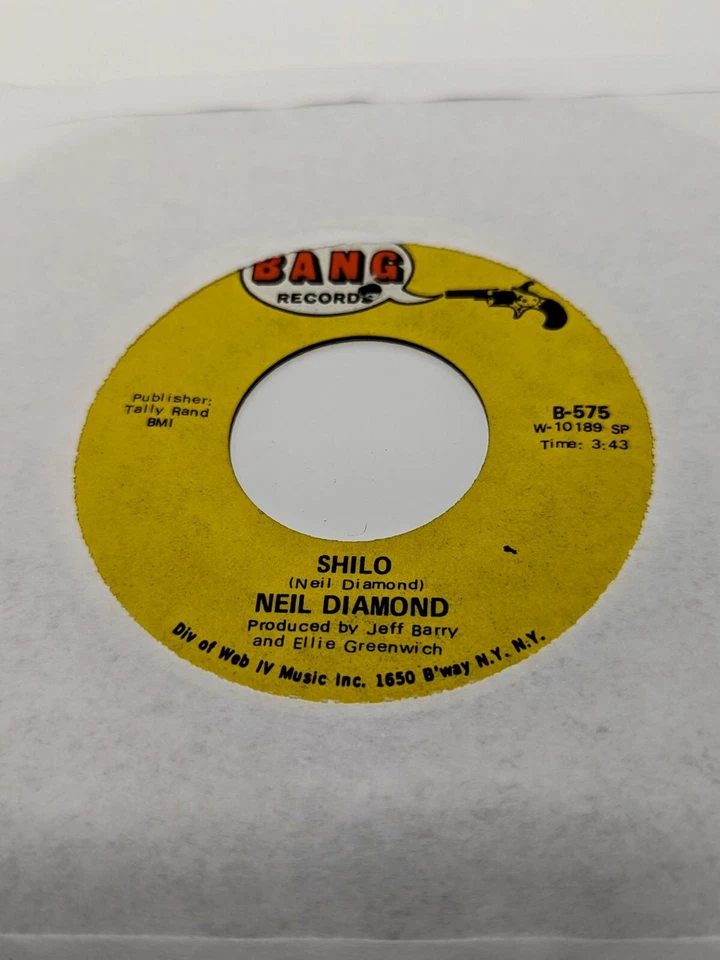 BANG
RECORDS
Publisher:
Tally Rand
BMI
B-575
W-10189 SP
Time: 3:43
SHILO
(Neil Diamond)
NEIL DIAMOND
Produced by Jeff Barry
and Ellie Greenwich
Div of Web IV Music Inc. 1650 B'way N.Y. N.Y.